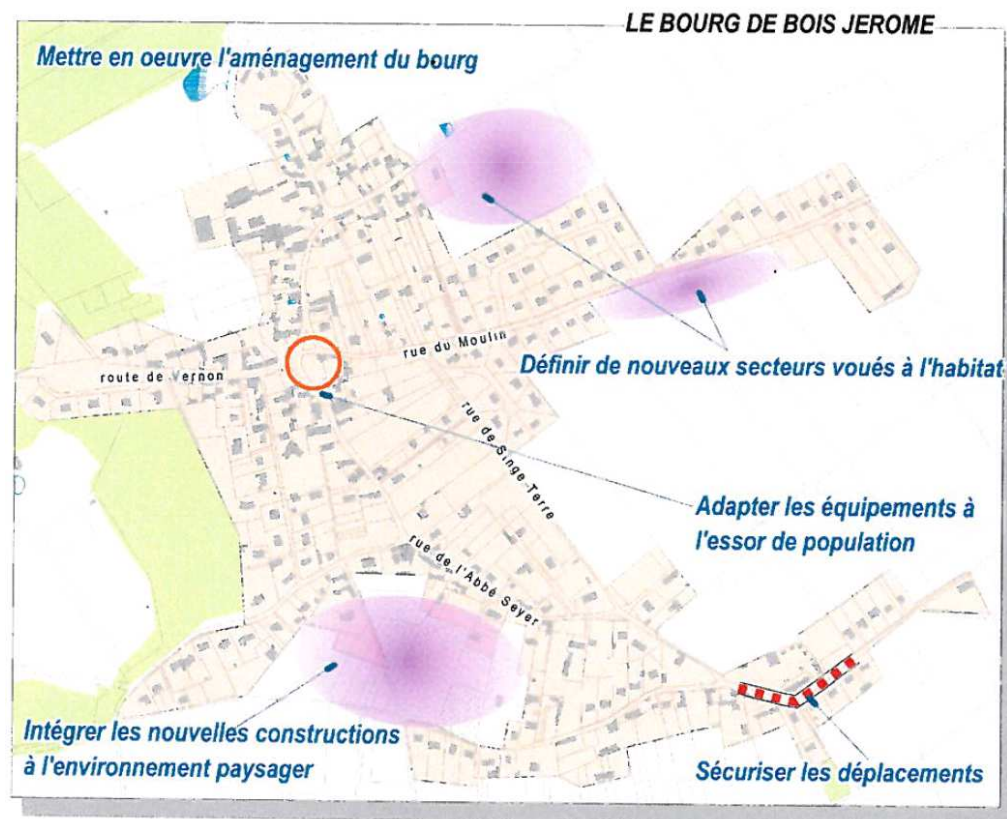 LE BOURG DE BOIS JEROME
Mettre en oeuvre l'aménagement du bourg
rue du Moulin
route de Vernon
Définir de nouveaux secteurs voués à l'habitat
rue de Singe Terre
Adapter les équipements à
l'essor de population
rue de l'Abbé Seyer
Intégrer les nouvelles constructions
à l'environnement paysager
Sécuriser les déplacements